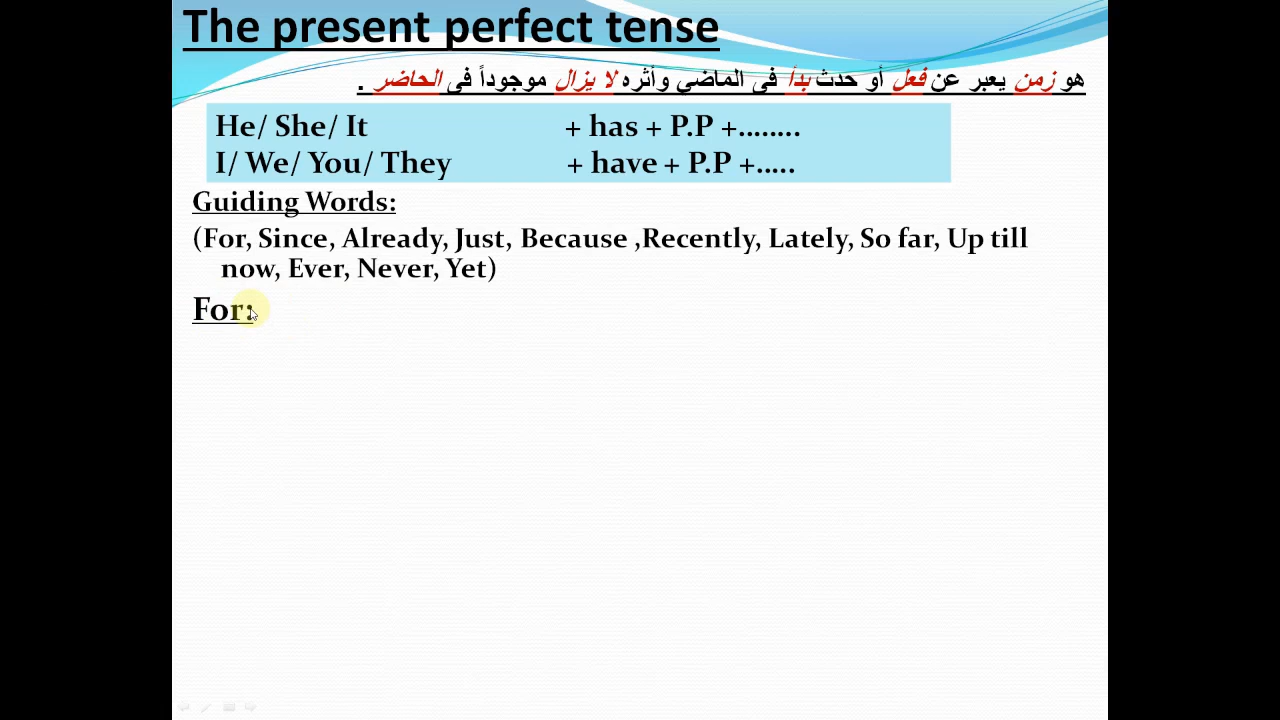 The present perfect tense
هو زمن يعبر عن فعل أو حدث بدأ فى الماضي وأثره لا يزال موجوداً فى الحاضر .
He/ She/ It + has + P.P +........
I/ We/ You/ They + have + P.P +.....
Guiding Words:
(For, Since, Already, Just, Because ,Recently, Lately, So far, Up till
now, Ever, Never, Yet)
For: